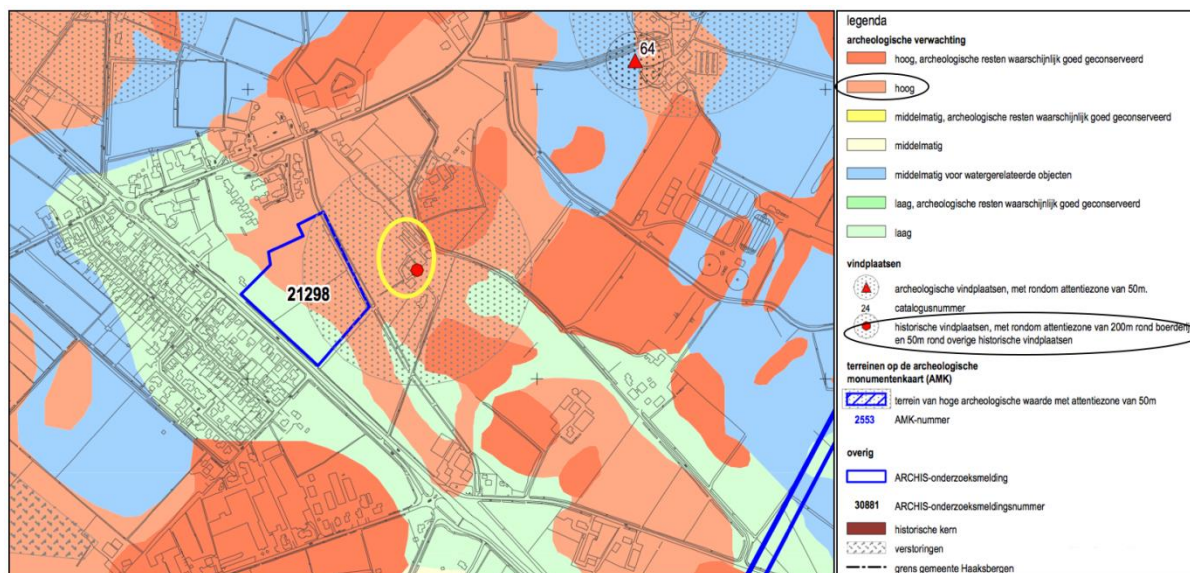 64
21298
legenda
archeologische verwachting
hoog, archeologische resten waarschijnlijk goed geconserveerd
hoog
middelmatig, archeologische resten waarschijnlijk goed geconserveerd
middelmatig
middelmatig voor watergerelateerde objecten
laag, archeologische resten waarschijnlijk goed geconserveerd
laag
vindplaatsen
archeologische vindplaatsen, met rondom attentiezone van 50m.
24 catalogusnummer
historische vindplaatsen, met rondom attentiezone van 200m rond boerderij
en 50m rond overige historische vindplaatsen
terreinen op de archeologische
monumentenkaart (AMK)
terrein van hoge archeologische waarde met attentiezone van 50m
2553 AMK-nummer
overig
ARCHIS-onderzoeksmelding
30881 ARCHIS-onderzoeksmeldingsnummer
historische kern
verstoringen
grens gemeente Haaksbergen